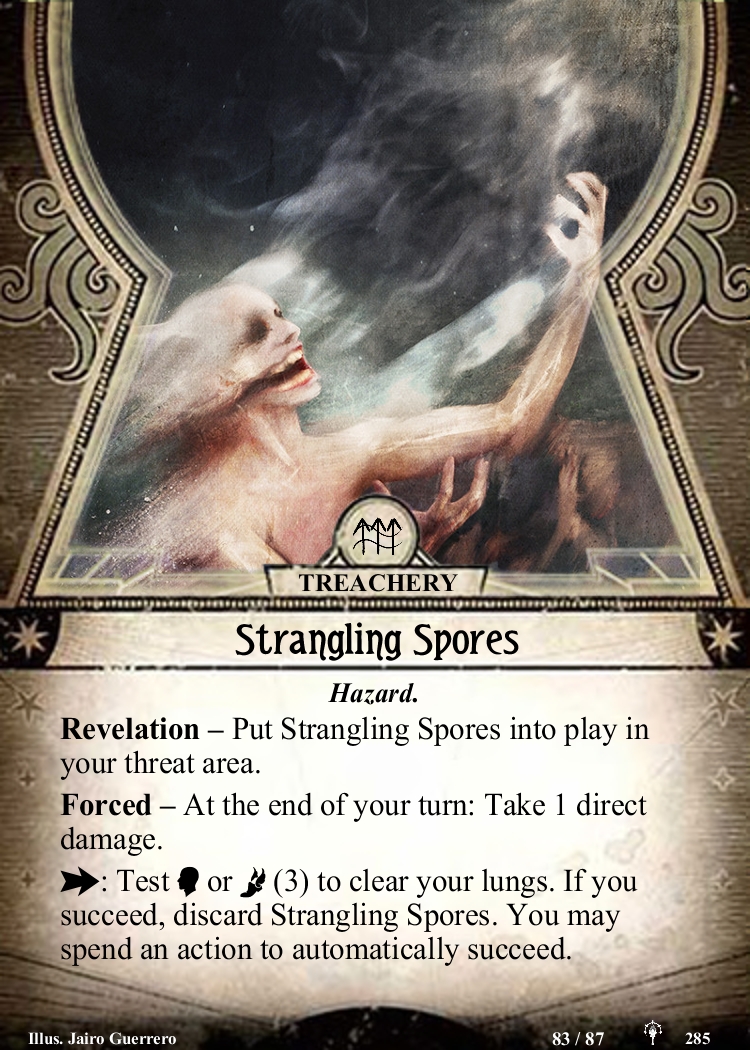 TREACHERY
Strangling Spores
Hazard.
Revelation – Put Strangling Spores into play in
your threat area.
Forced – At the end of your turn: Take 1 direct
damage.
: Test or (3) to clear your lungs. If you
succeed, discard Strangling Spores. You may
spend an action to automatically succeed.
Illus. Jairo Guerrero 83 / 87 285